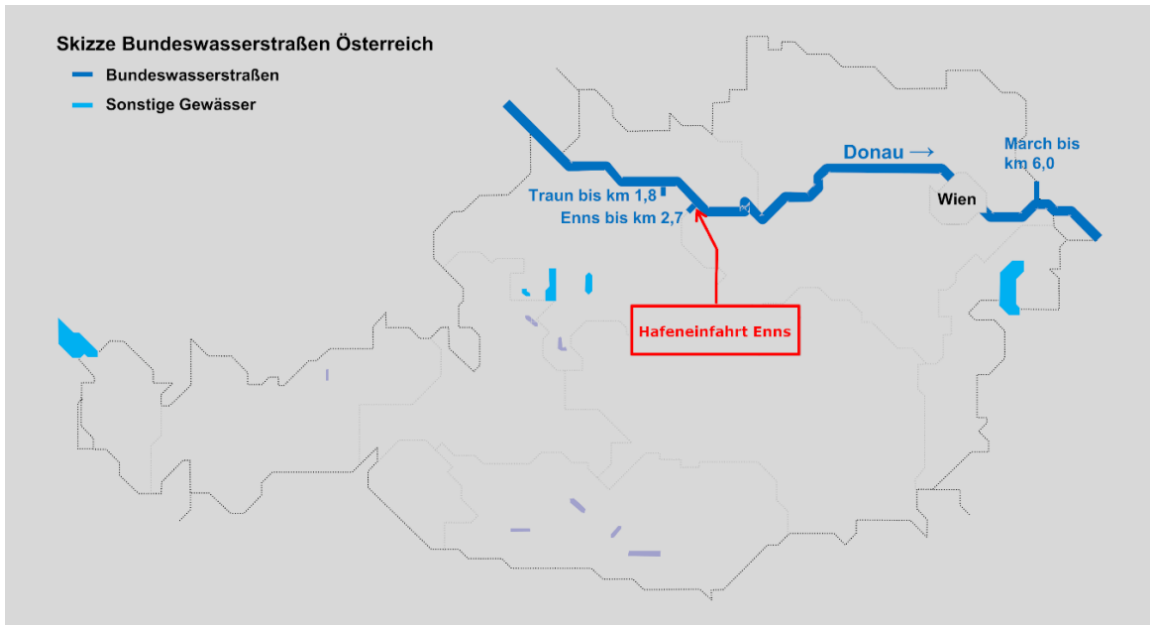 Skizze Bundeswasserstraßen Österreich
Bundeswasserstraßen
Sonstige Gewässer
Donau →
March bis
km 6,0
Traun bis km 1,8
Enns bis km 2,7
Wien
Hafeneinfahrt Enns